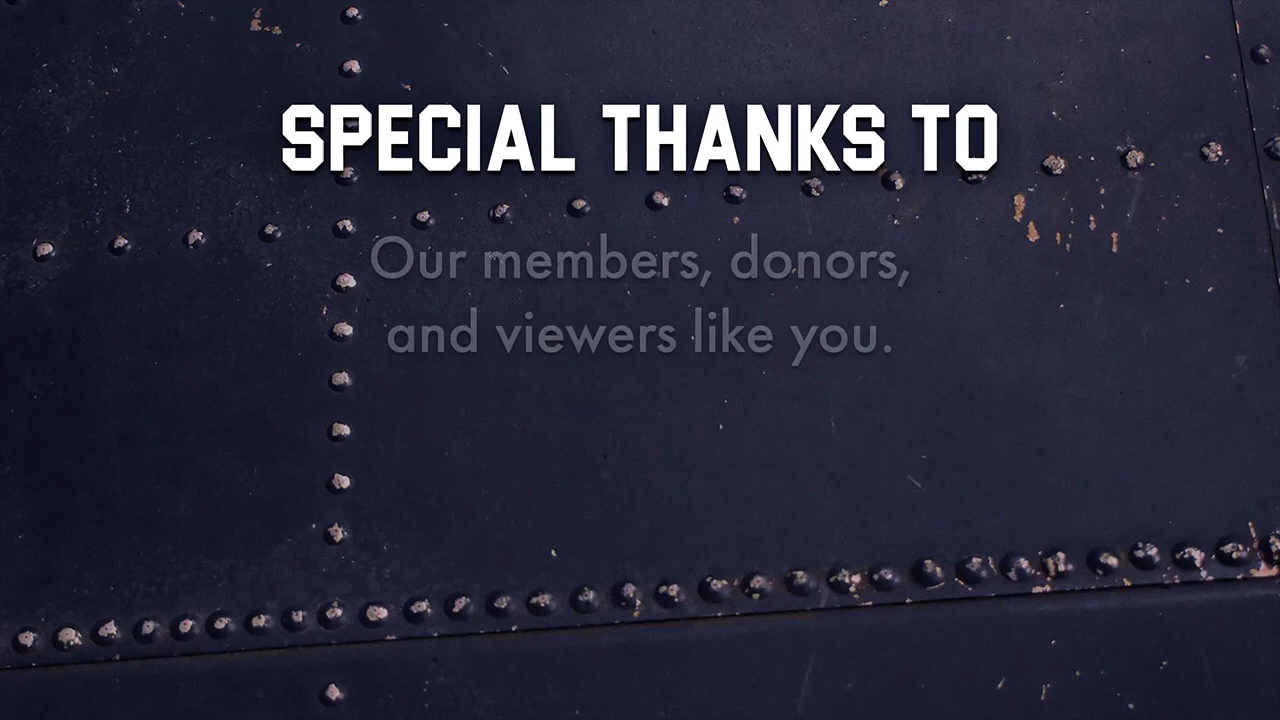 SPECIAL THANKS TO
Our members, donors,
and viewers like you.